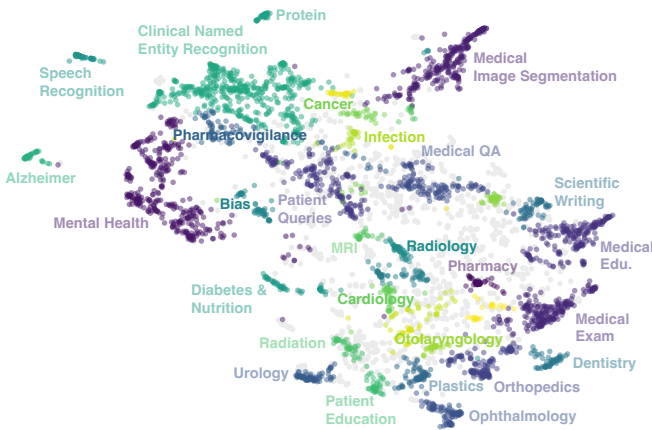 Protein
Clinical Named
Entity Recognition
Speech
Recognition
Medical
Image Segmentation
Cancer
Pharmacovigilance
Infection
Medical QA
Alzheimer
Scientific
Writing
Bias
Patient
Queries
Mental Health
MRI
Radiology
Medical
Edu.
Pharmacy
Diabetes &
Nutrition
Cardiology
Medical
Exam
Radiation
Otolaryngology
Dentistry
Urology
Plastics
Orthopedics
Patient
Education
Ophthalmology